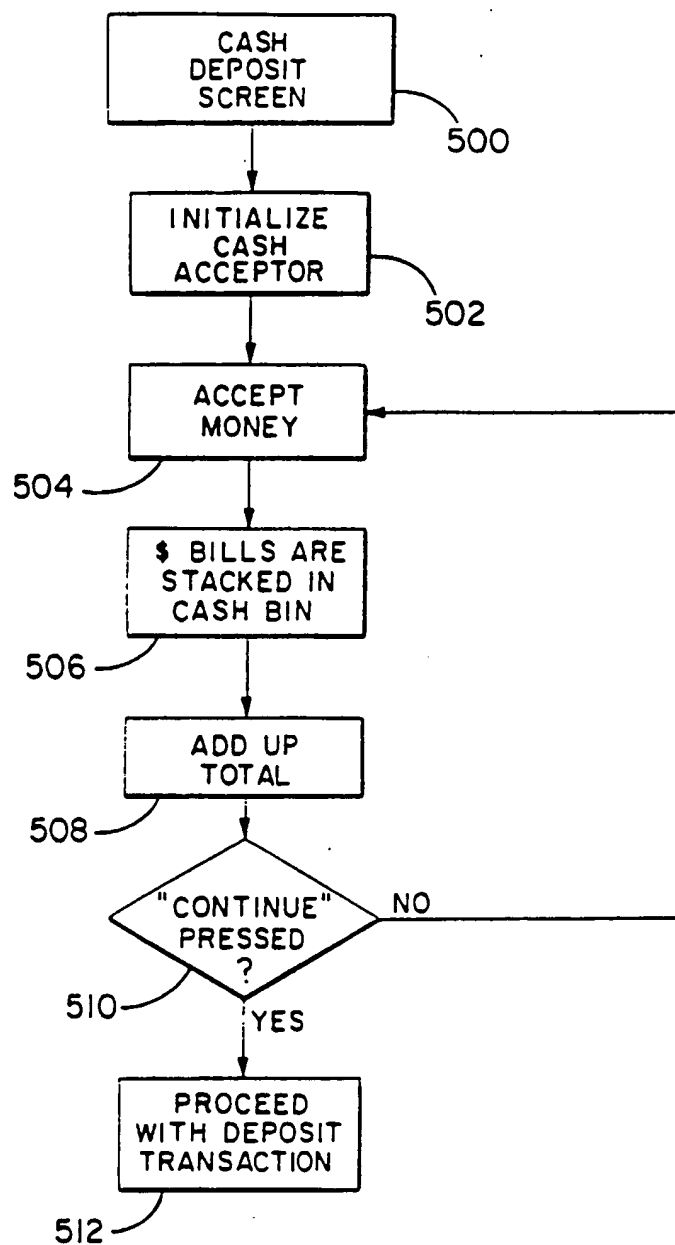 CASH
DEPOSIT
SCREEN
500
INITIALIZE
CASH
ACCEPTOR
502
ACCEPT
MONEY
504
$ BILLS ARE
STACKED IN
CASH BIN
506
ADD UP
TOTAL
508
"CONTINUE"
PRESSED
?
NO
510
YES
PROCEED
WITH DEPOSIT
TRANSACTION
512